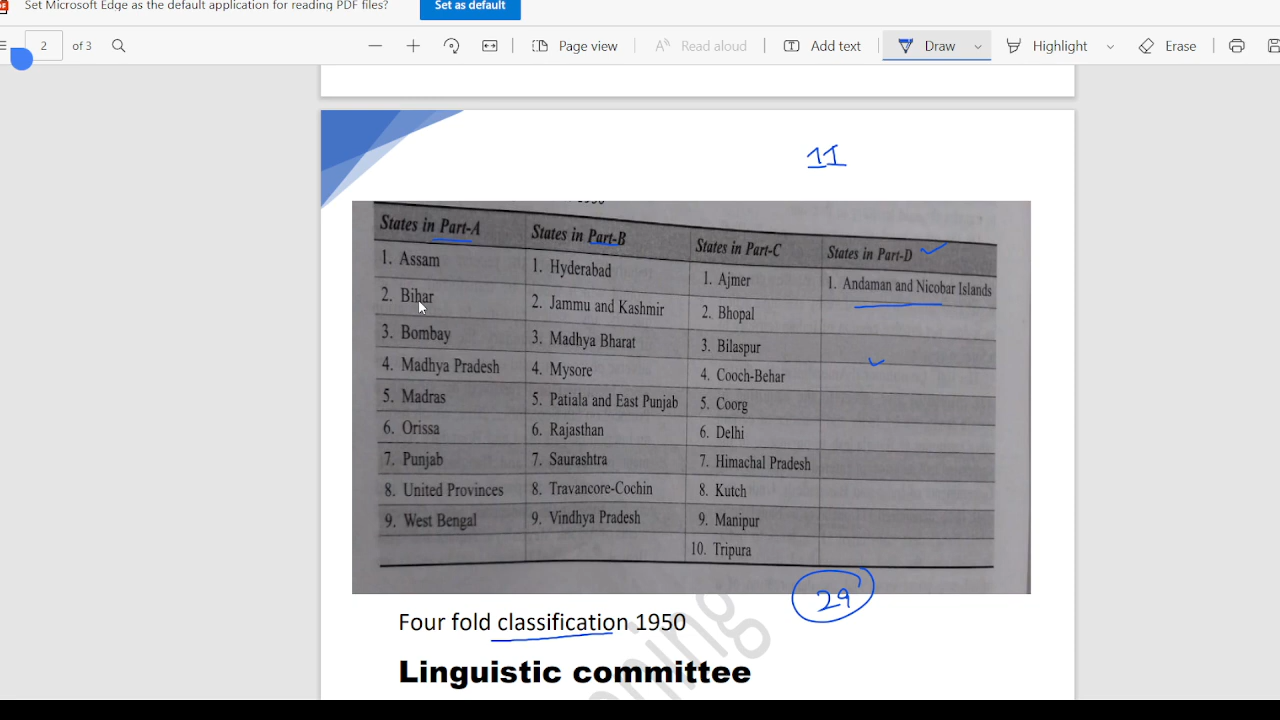 Set Microsoft Edge as the default application for reading PDF files? Set as default
2 of 3 Page view Read aloud Add text Draw Highlight Erase
11
States in Part-A States in Part-B States in Part-C States in Part-D
1. Assam 1. Hyderabad 1. Ajmer 1. Andaman and Nicobar Islands
2. Bihar 2. Jammu and Kashmir 2. Bhopal
3. Bombay 3. Madhya Bharat 3. Bilaspur
4. Madhya Pradesh 4. Mysore 4. Cooch-Behar
5. Madras 5. Patiala and East Punjab 5. Coorg
6. Orissa 6. Rajasthan 6. Delhi
7. Punjab 7. Saurashtra 7. Himachal Pradesh
8. United Provinces 8. Travancore-Cochin 8. Kutch
9. West Bengal 9. Vindhya Pradesh 9. Manipur
10. Tripura
29
Four fold classification 1950
Linguistic committee